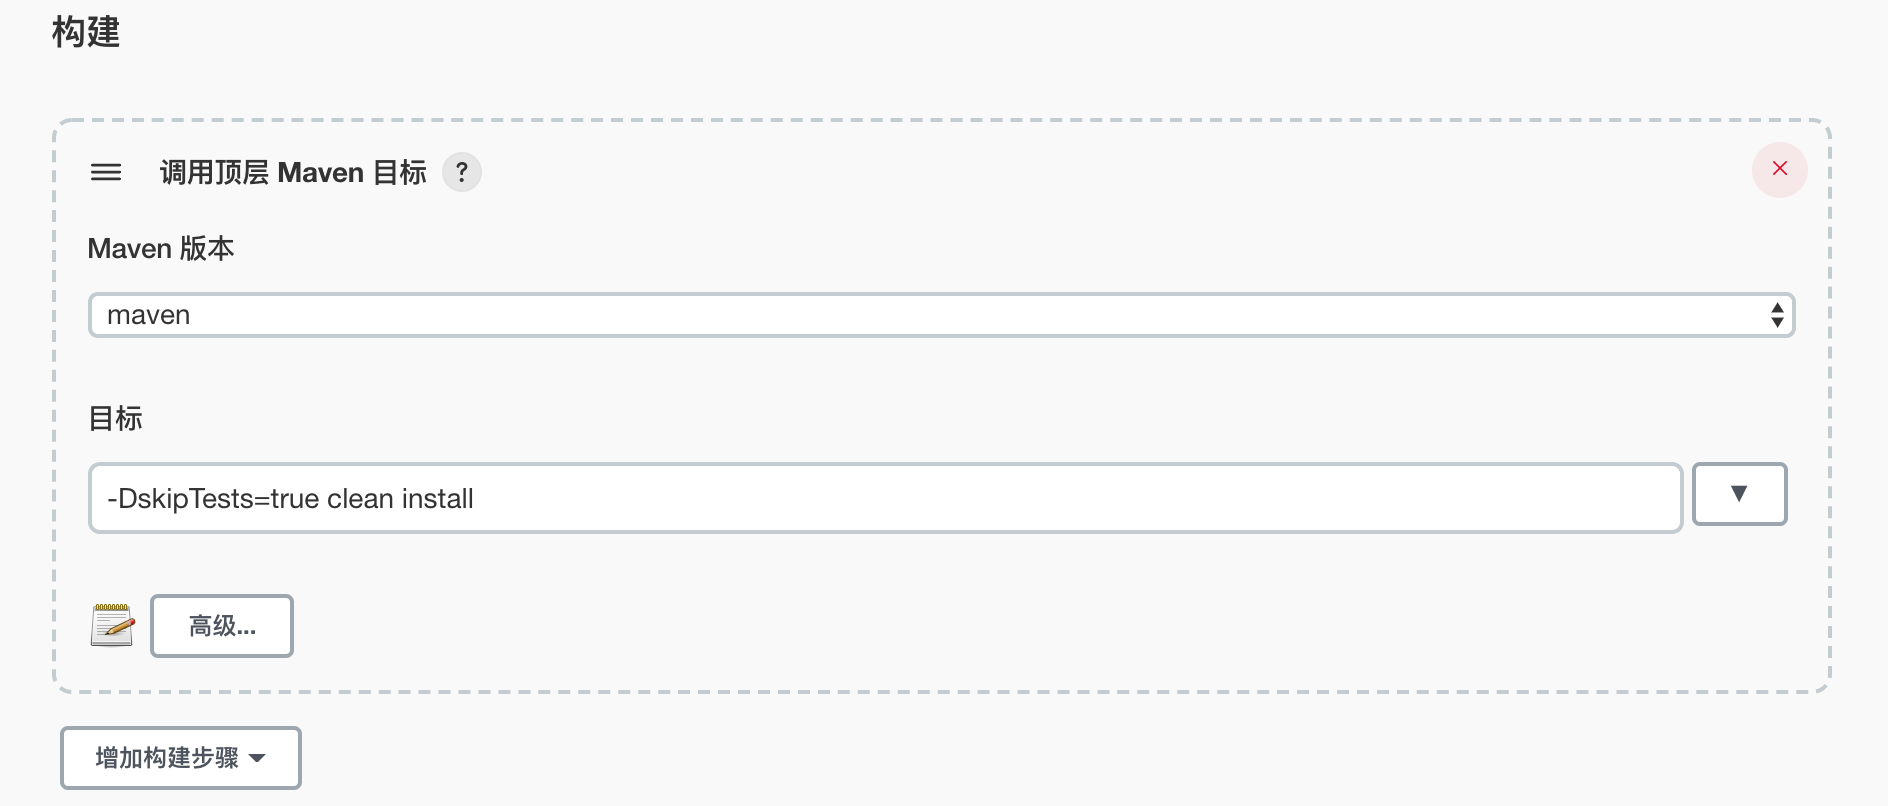 构建
调用顶层 Maven 目标 ?
Maven 版本
maven
目标
-DskipTests=true clean install
高级...
增加构建步骤